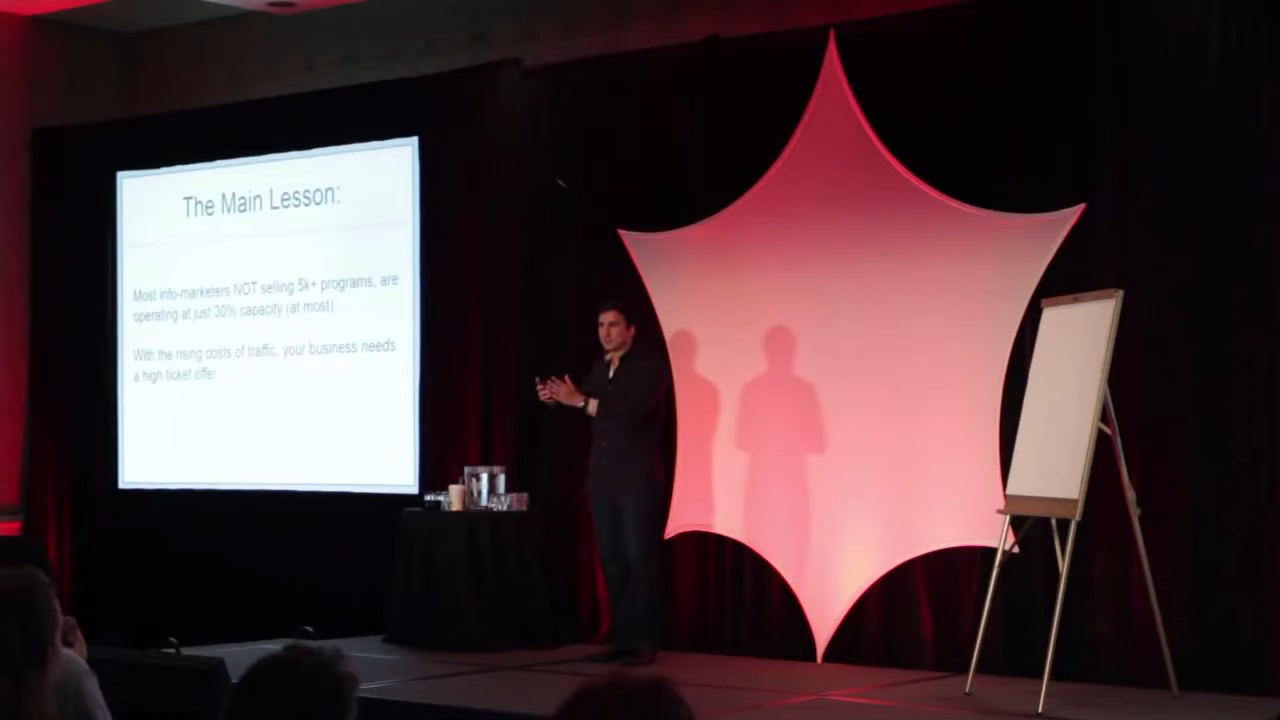 The Main Lesson:
Most info-marketers NOT selling 5k+ programs, are
operating at just 30% capacity (at most)
With the rising costs of traffic, your business needs
a high ticket offer